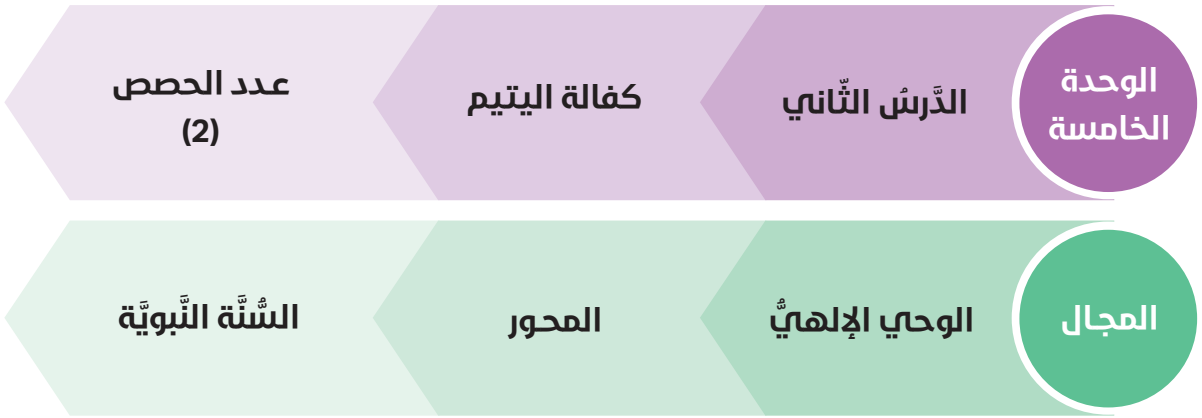 الوحدة
الخامسة
الدَّرسُ الثّاني
كفالة اليتيم
عدد الحصص
(2)
المجال
الوحي الإلهيُّ
المحور
السُّنَّة النَّبويَّة